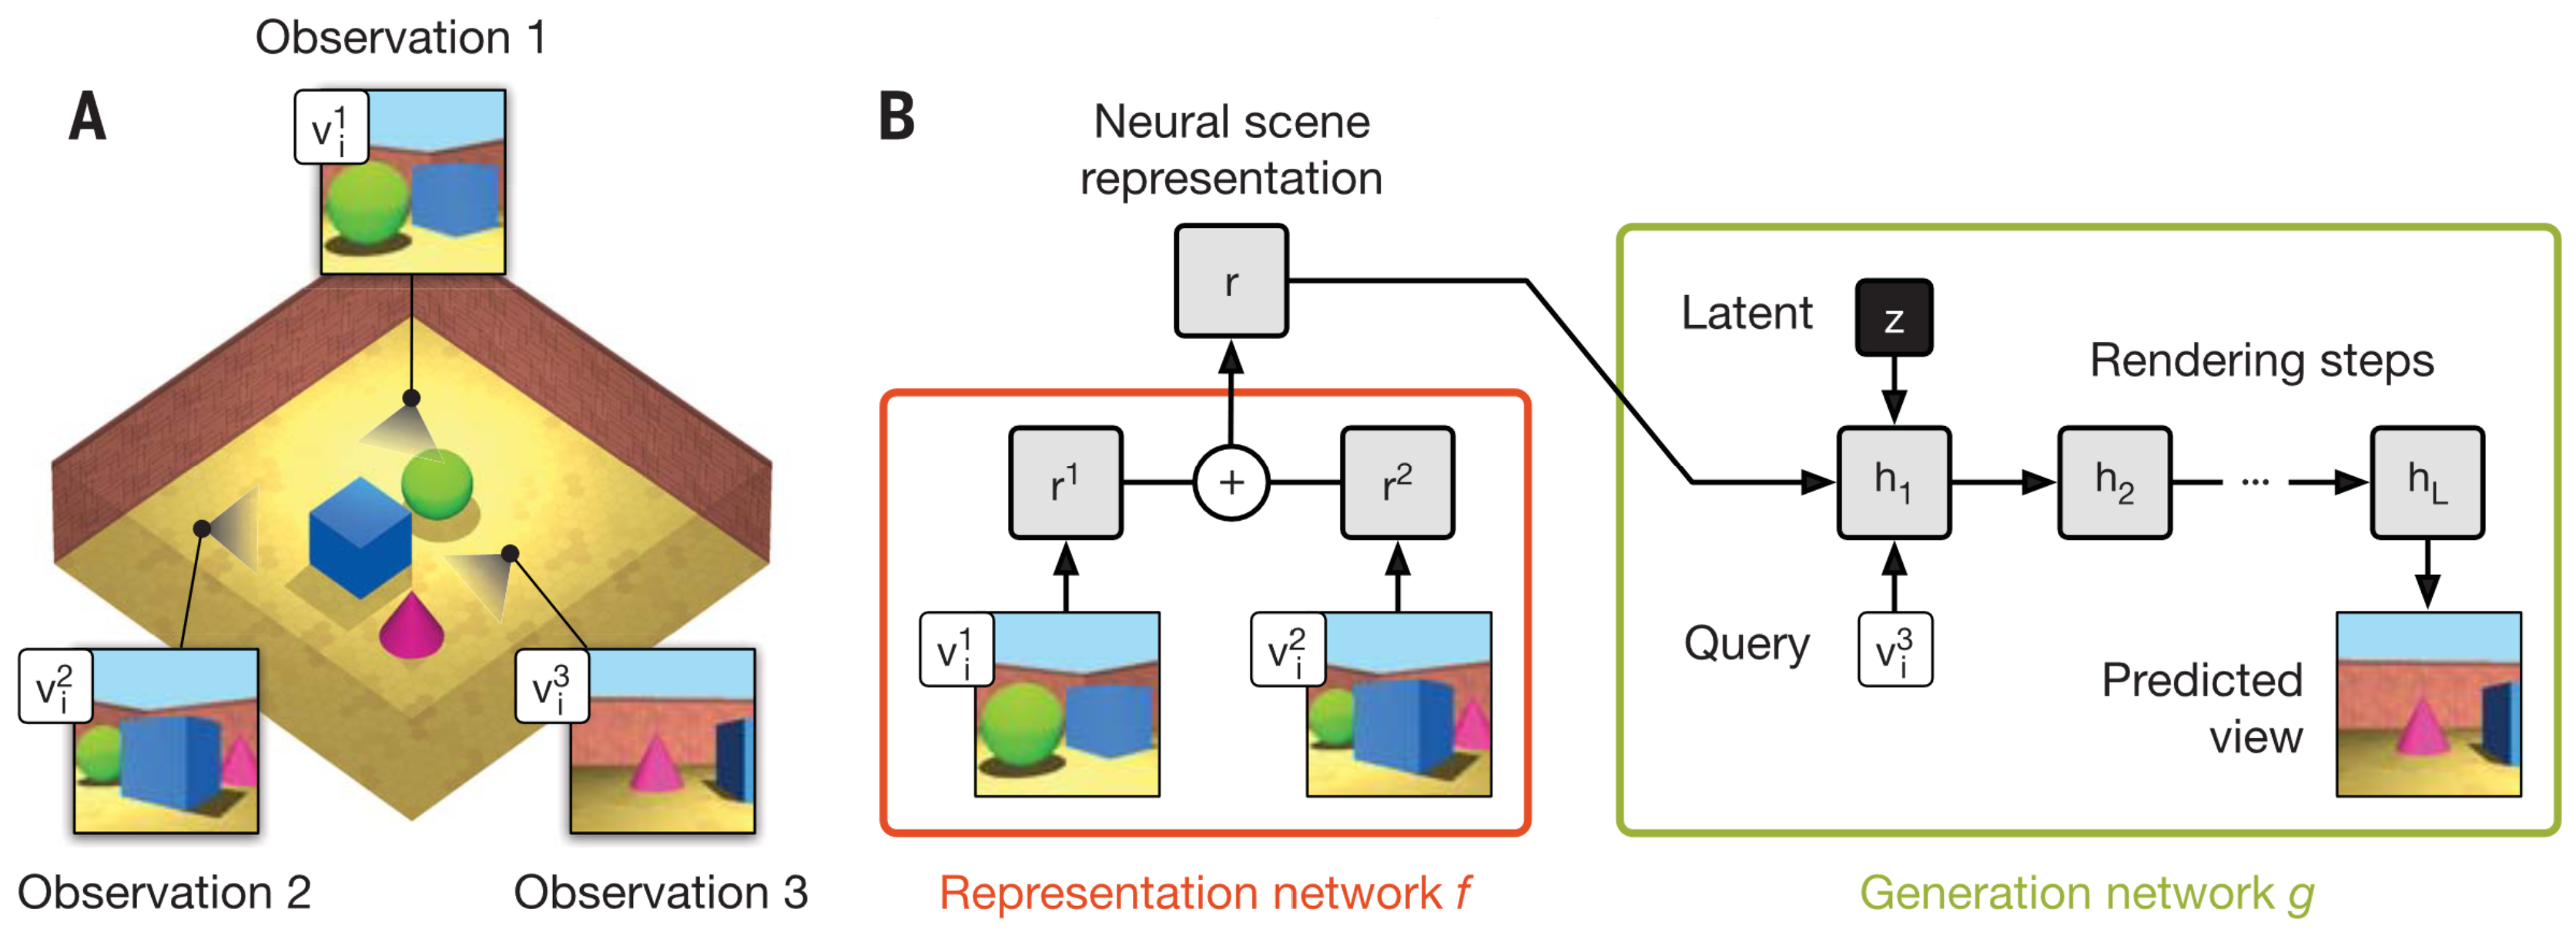 Observation 1
A
v_i^1
v_i^2
v_i^3
Observation 2
Observation 3
B
Neural scene
representation
r
r^1
+
r^2
v_i^1
v_i^2
Representation network f
Latent
z
Rendering steps
h_1
h_2
...
h_L
Query
v_i^3
Predicted
view
Generation network g